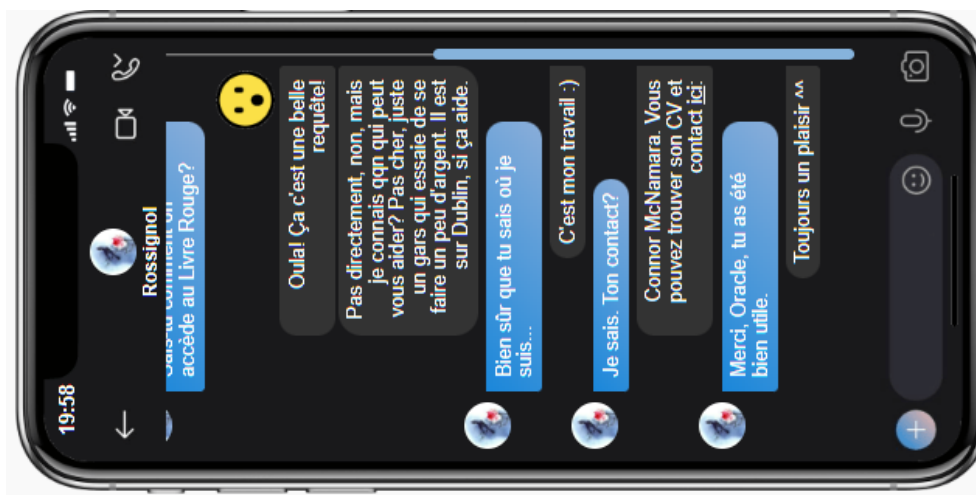 19:58
Rossignol
Sais-tu comment on
accède au Livre Rouge?
Oula! Ça c'est une belle
requête!
Pas directement, non, mais
je connais qqn qui peut
vous aider? Pas cher, juste
un gars qui essaie de se
faire un peu d'argent. Il est
sur Dublin, si ça aide.
Bien sûr que tu sais où je
suis...
C'est mon travail :)
Je sais. Ton contact?
Connor McNamara. Vous
pouvez trouver son CV et
contact ici:
Merci, Oracle, tu as été
bien utile.
Toujours un plaisir ^^